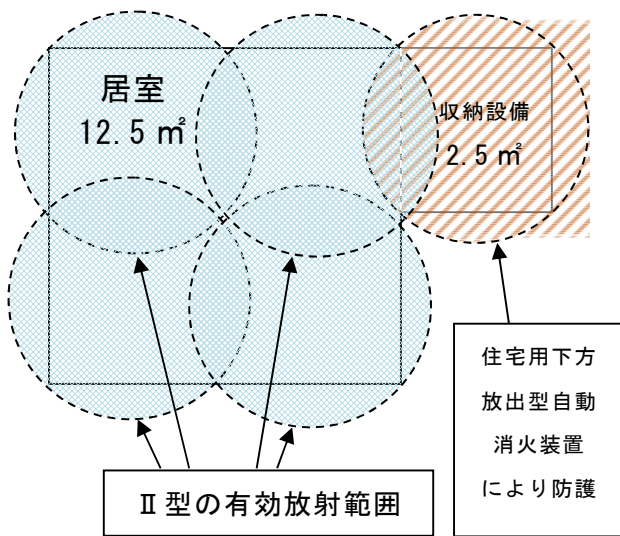 居室
12.5 ㎡
収納設備
2.5 ㎡
Ⅱ型の有効放射範囲
住宅用下方
放出型自動
消火装置
により防護